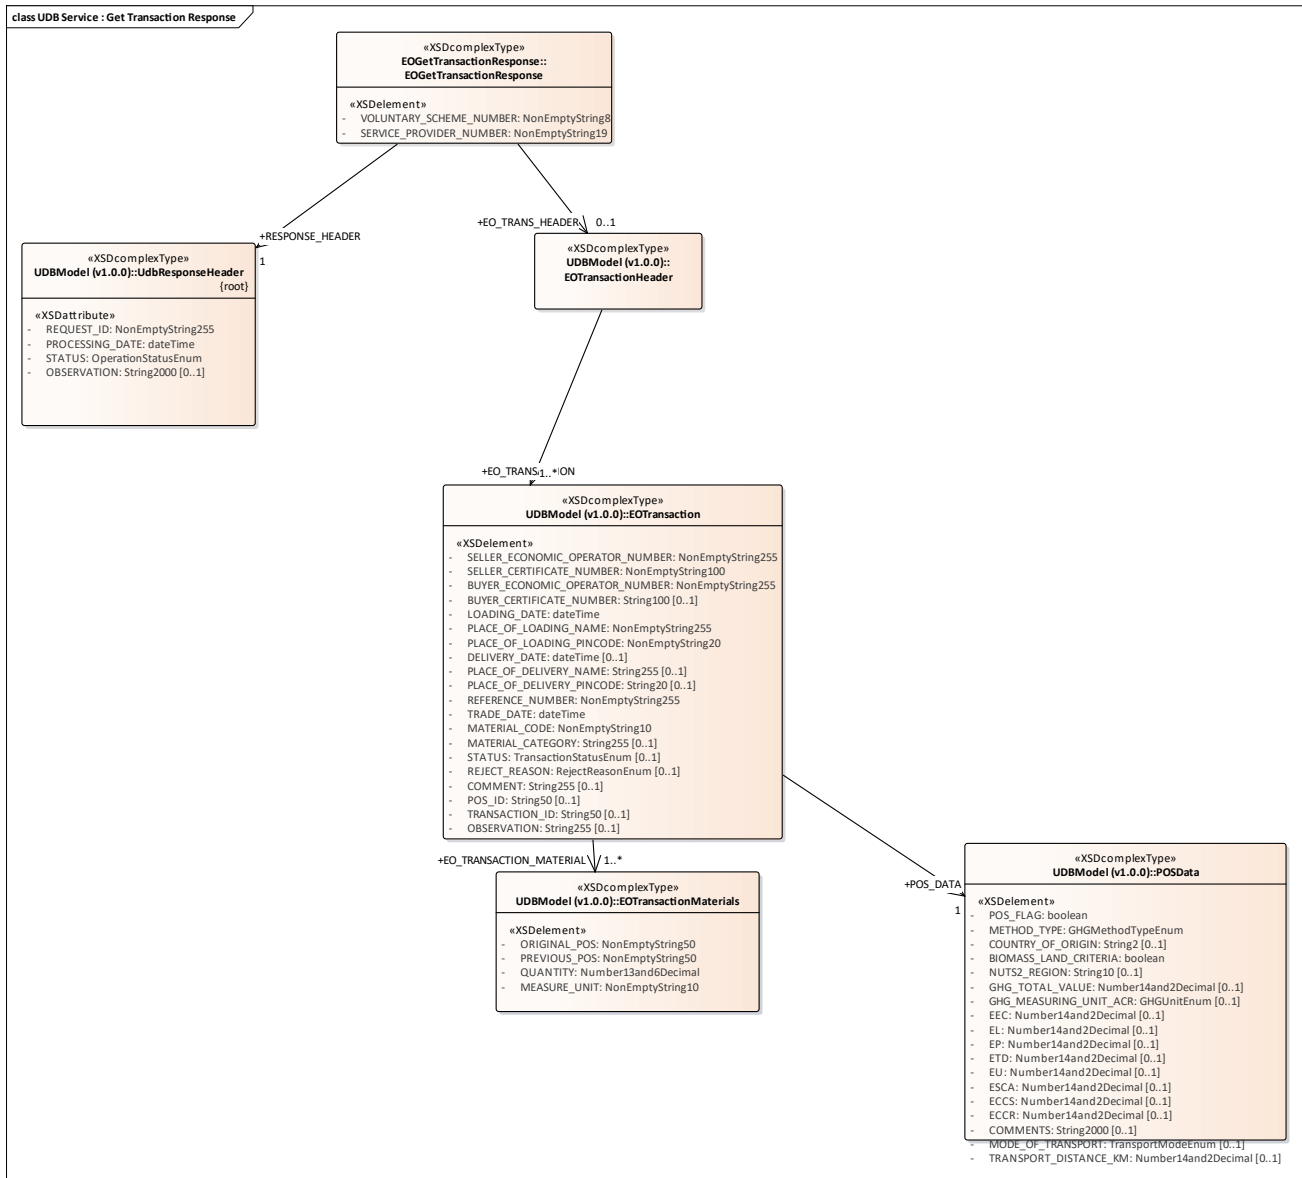 class UDB Service : Get Transaction Response
«XSDcomplexType»
EOGetTransactionResponse::
EOGetTransactionResponse
«XSDelement»
- VOLUNTARY_SCHEME_NUMBER: NonEmptyString8
- SERVICE_PROVIDER_NUMBER: NonEmptyString19
+RESPONSE_HEADER
1
+EO_TRANS_HEADER 0..1
«XSDcomplexType»
UDBModel (v1.0.0)::UdbResponseHeader
{root}
«XSDattribute»
- REQUEST_ID: NonEmptyString255
- PROCESSING_DATE: dateTime
- STATUS: OperationStatusEnum
- OBSERVATION: String2000 [0..1]
«XSDcomplexType»
UDBModel (v1.0.0)::
EOTransactionHeader
+EO_TRANS 1..* ION
«XSDcomplexType»
UDBModel (v1.0.0)::EOTransaction
«XSDelement»
- SELLER_ECONOMIC_OPERATOR_NUMBER: NonEmptyString255
- SELLER_CERTIFICATE_NUMBER: NonEmptyString100
- BUYER_ECONOMIC_OPERATOR_NUMBER: NonEmptyString255
- BUYER_CERTIFICATE_NUMBER: String100 [0..1]
- LOADING_DATE: dateTime
- PLACE_OF_LOADING_NAME: NonEmptyString255
- PLACE_OF_LOADING_PINCODE: NonEmptyString20
- DELIVERY_DATE: dateTime [0..1]
- PLACE_OF_DELIVERY_NAME: String255 [0..1]
- PLACE_OF_DELIVERY_PINCODE: String20 [0..1]
- REFERENCE_NUMBER: NonEmptyString255
- TRADE_DATE: dateTime
- MATERIAL_CODE: NonEmptyString10
- MATERIAL_CATEGORY: String255 [0..1]
- STATUS: TransactionStatusEnum [0..1]
- REJECT_REASON: RejectReasonEnum [0..1]
- COMMENT: String255 [0..1]
- POS_ID: String50 [0..1]
- TRANSACTION_ID: String50 [0..1]
- OBSERVATION: String255 [0..1]
+EO_TRANSACTION_MATERIAL 1..*
«XSDcomplexType»
UDBModel (v1.0.0)::EOTransactionMaterials
«XSDelement»
- ORIGINAL_POS: NonEmptyString50
- PREVIOUS_POS: NonEmptyString50
- QUANTITY: Number13and6Decimal
- MEASURE_UNIT: NonEmptyString10
+POS_DATA
1
«XSDcomplexType»
UDBModel (v1.0.0)::POSData
«XSDelement»
- POS_FLAG: boolean
- METHOD_TYPE: GHGMethodTypeEnum
- COUNTRY_OF_ORIGIN: String2 [0..1]
- BIOMASS_LAND_CRITERIA: boolean
- NUTS2_REGION: String10 [0..1]
- GHG_TOTAL_VALUE: Number14and2Decimal [0..1]
- GHG_MEASURING_UNIT_ACR: GHGUnitEnum [0..1]
- EEC: Number14and2Decimal [0..1]
- EL: Number14and2Decimal [0..1]
- EP: Number14and2Decimal [0..1]
- ETD: Number14and2Decimal [0..1]
- EU: Number14and2Decimal [0..1]
- ESCA: Number14and2Decimal [0..1]
- ECCS: Number14and2Decimal [0..1]
- ECCR: Number14and2Decimal [0..1]
- COMMENTS: String2000 [0..1]
- MODE_OF_TRANSPORT: TransportModeEnum [0..1]
- TRANSPORT_DISTANCE_KM: Number14and2Decimal [0..1]